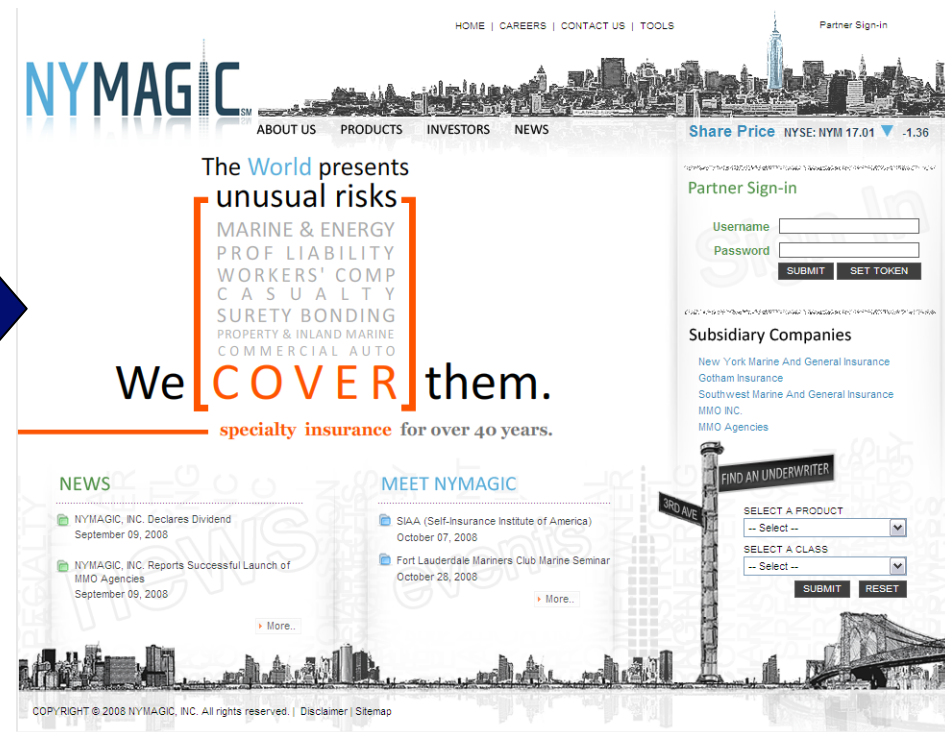 HOME | CAREERS | CONTACT US | TOOLS
Partner Sign-in
NYMAGIC SM
ABOUT US PRODUCTS INVESTORS NEWS
Share Price NYSE: NYM 17.01 ▼ -1.36
The World presents
unusual risks
MARINE & ENERGY
PROF LIABILITY
WORKERS' COMP
CASUALTY
SURETY BONDING
PROPERTY & INLAND MARINE
COMMERCIAL AUTO
We [COVER] them.
specialty insurance for over 40 years.
Partner Sign-in
Sign In
Username
Password
SUBMIT SET TOKEN
Subsidiary Companies
New York Marine And General Insurance
Gotham Insurance
Southwest Marine And General Insurance
MMO INC.
MMO Agencies
NEWS
news
NYMAGIC, INC. Declares Dividend
September 09, 2008
NYMAGIC, INC. Reports Successful Launch of
MMO Agencies
September 09, 2008
More..
MEET NYMAGIC
events
SIAA (Self-Insurance Institute of America)
October 07, 2008
Fort Lauderdale Mariners Club Marine Seminar
October 28, 2008
More..
FIND AN UNDERWRITER
3RD AVE
SELECT A PRODUCT
-- Select --
SELECT A CLASS
-- Select --
SUBMIT RESET
COPYRIGHT © 2008 NYMAGIC, INC. All rights reserved. | Disclaimer | Sitemap